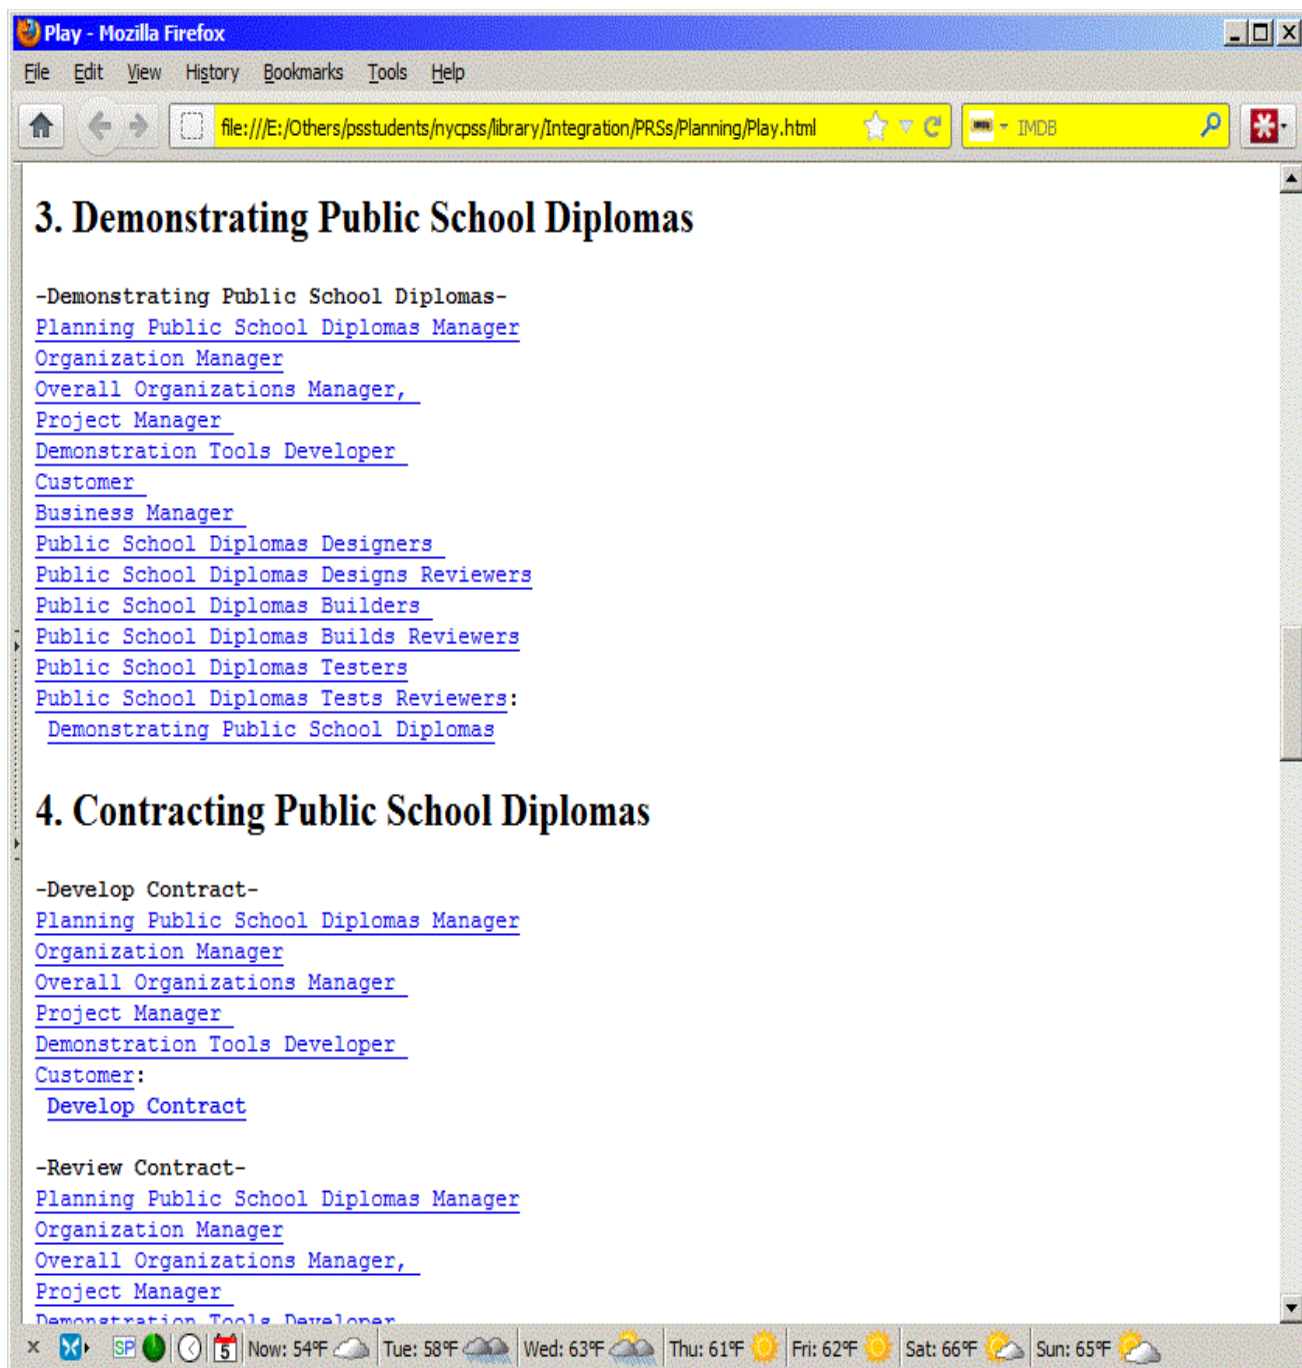 Play - Mozilla Firefox
File Edit View History Bookmarks Tools Help
file:///E:/Others/psstudents/nycpss/library/Integration/PRSs/Planning/Play.html IMDB
3. Demonstrating Public School Diplomas
-Demonstrating Public School Diplomas-
Planning Public School Diplomas Manager
Organization Manager
Overall Organizations Manager,
Project Manager
Demonstration Tools Developer
Customer
Business Manager
Public School Diplomas Designers
Public School Diplomas Designs Reviewers
Public School Diplomas Builders
Public School Diplomas Builds Reviewers
Public School Diplomas Testers
Public School Diplomas Tests Reviewers:
Demonstrating Public School Diplomas
4. Contracting Public School Diplomas
-Develop Contract-
Planning Public School Diplomas Manager
Organization Manager
Overall Organizations Manager
Project Manager
Demonstration Tools Developer
Customer:
Develop Contract
-Review Contract-
Planning Public School Diplomas Manager
Organization Manager
Overall Organizations Manager,
Project Manager
Demonstration Tools Developer
SP 5 Now: 54°F Tue: 58°F Wed: 63°F Thu: 61°F Fri: 62°F Sat: 66°F Sun: 65°F